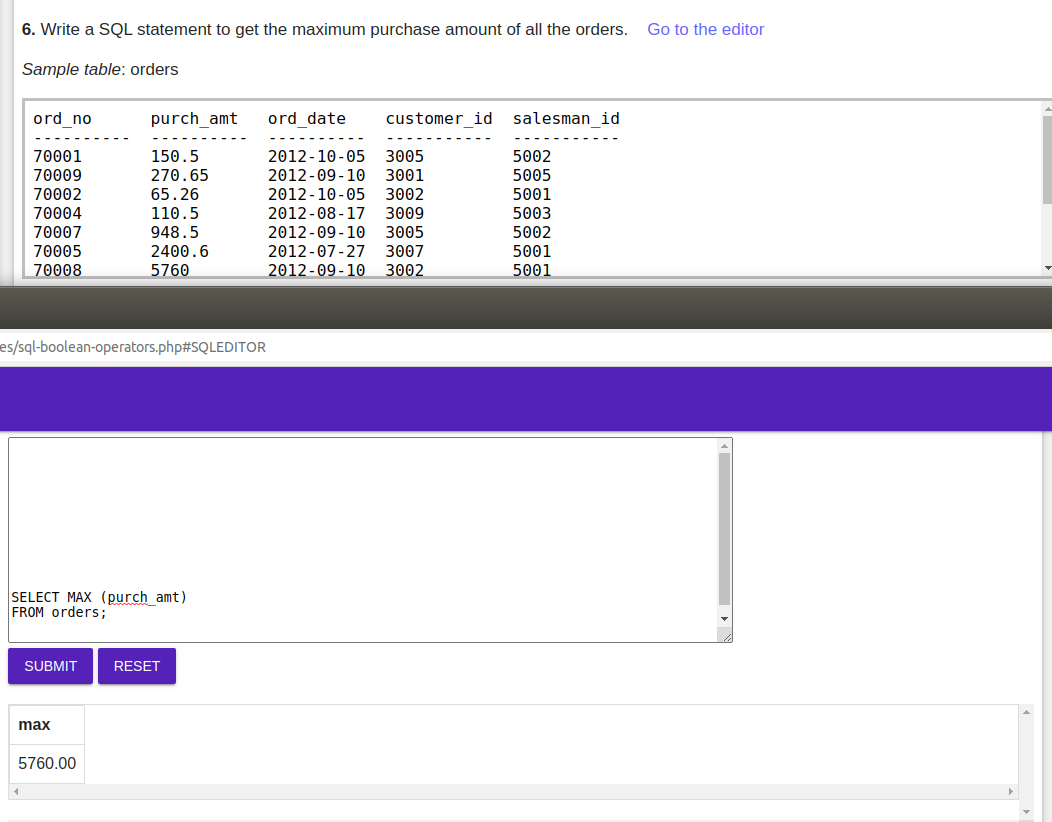 6. Write a SQL statement to get the maximum purchase amount of all the orders. Go to the editor
Sample table: orders
ord_no purch_amt ord_date customer_id salesman_id
---------- ---------- ---------- ----------- -----------
70001 150.5 2012-10-05 3005 5002
70009 270.65 2012-09-10 3001 5005
70002 65.26 2012-10-05 3002 5001
70004 110.5 2012-08-17 3009 5003
70007 948.5 2012-09-10 3005 5002
70005 2400.6 2012-07-27 3007 5001
70008 5760 2012-09-10 3002 5001
es/sql-boolean-operators.php#SQLEDITOR
SELECT MAX (purch_amt)
FROM orders;
SUBMIT RESET
max
5760.00